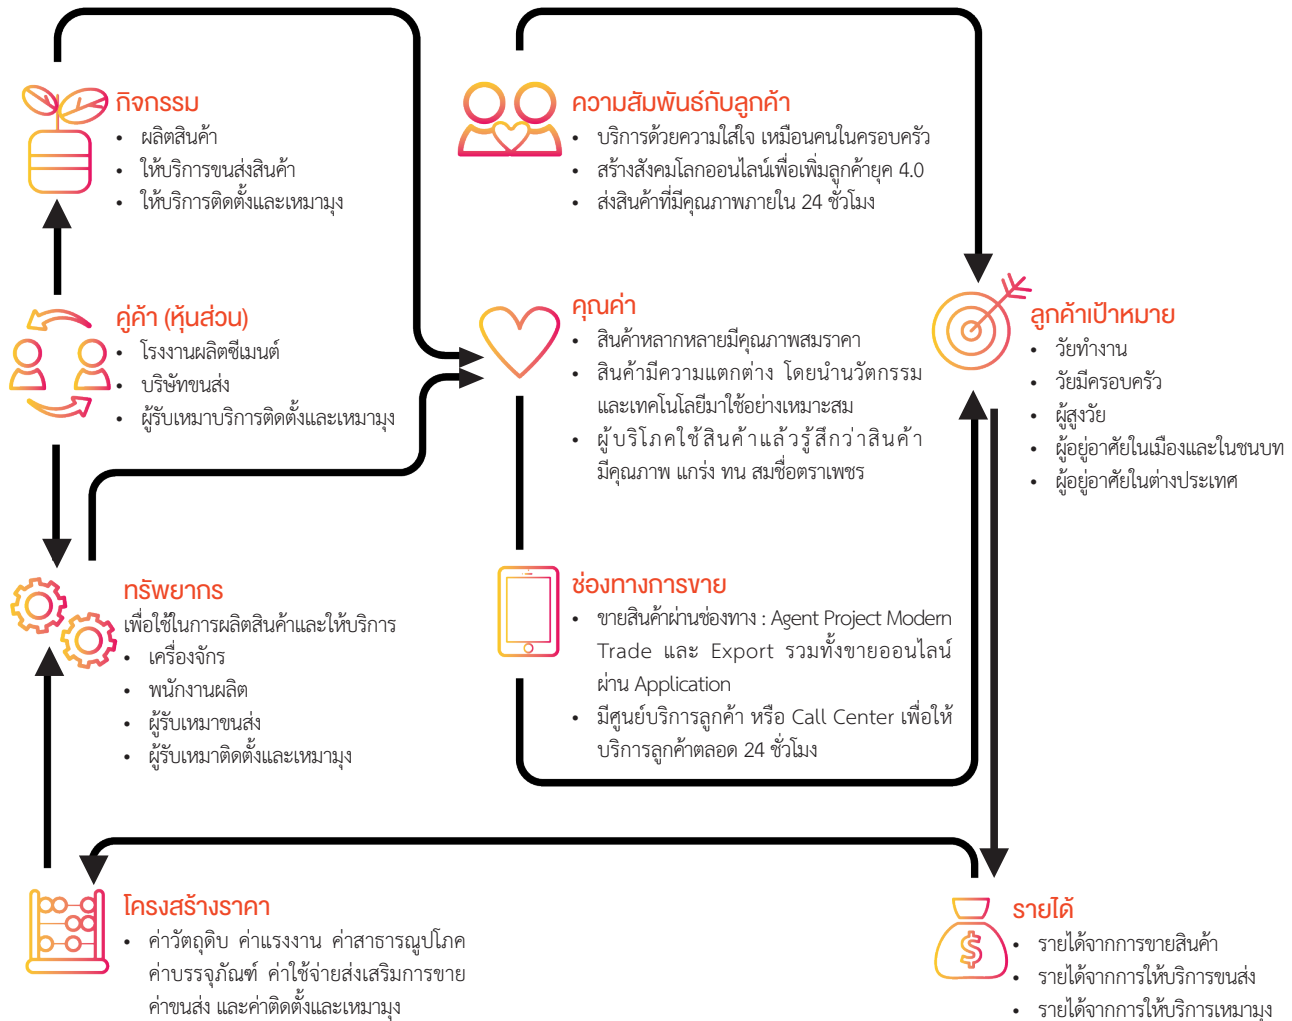 กิจกรรม
• ผลิตสินค้า
• ให้บริการขนส่งสินค้า
• ให้บริการติดตั้งและเหมามุง
ความสัมพันธ์กับลูกค้า
• บริการด้วยความใส่ใจ เหมือนคนในครอบครัว
• สร้างสังคมโลกออนไลน์เพื่อเพิ่มลูกค้ายุค 4.0
• ส่งสินค้าที่มีคุณภาพภายใน 24 ชั่วโมง
คู่ค้า (หุ้นส่วน)
• โรงงานผลิตซีเมนต์
• บริษัทขนส่ง
• ผู้รับเหมาบริการติดตั้งและเหมามุง
คุณค่า
• สินค้าหลากหลายมีคุณภาพสมราคา
• สินค้ามีความแตกต่าง โดยนำนวัตกรรม
และเทคโนโลยีมาใช้อย่างเหมาะสม
• ผู้บริโภคใช้สินค้าแล้วรู้สึกว่าสินค้า
มีคุณภาพ แกร่ง ทน สมชื่อตราเพชร
ลูกค้าเป้าหมาย
• วัยทำงาน
• วัยมีครอบครัว
• ผู้สูงวัย
• ผู้อยู่อาศัยในเมืองและในชนบท
• ผู้อยู่อาศัยในต่างประเทศ
ทรัพยากร
เพื่อใช้ในการผลิตสินค้าและให้บริการ
• เครื่องจักร
• พนักงานผลิต
• ผู้รับเหมาขนส่ง
• ผู้รับเหมาติดตั้งและเหมามุง
ช่องทางการขาย
• ขายสินค้าผ่านช่องทาง : Agent Project Modern
Trade และ Export รวมทั้งขายออนไลน์
ผ่าน Application
• มีศูนย์บริการลูกค้า หรือ Call Center เพื่อให้
บริการลูกค้าตลอด 24 ชั่วโมง
โครงสร้างราคา
• ค่าวัตถุดิบ ค่าแรงงาน ค่าสาธารณูปโภค
ค่าบรรจุภัณฑ์ ค่าใช้จ่ายส่งเสริมการขาย
ค่าขนส่ง และค่าติดตั้งและเหมามุง
$
รายได้
• รายได้จากการขายสินค้า
• รายได้จากการให้บริการขนส่ง
• รายได้จากการให้บริการเหมามุง